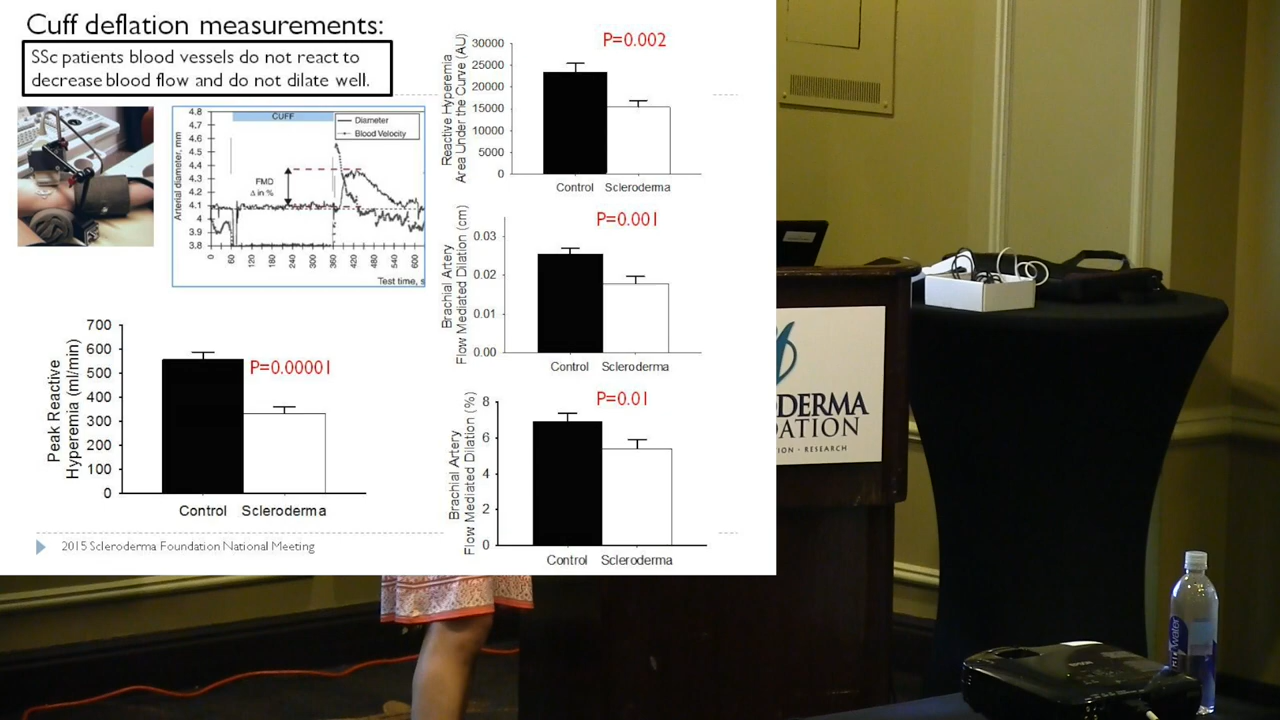 Cuff deflation measurements:
SSc patients blood vessels do not react to
decrease blood flow and do not dilate well.
Arterial diameter, mm
4.8
4.7
4.6
4.5
4.4
4.3
4.2
4.1
4
3.9
3.8
CUFF
Diameter
Blood Velocity
FMD
Δ in %
0
60
120
180
240
300
360
420
480
540
600
Test time, s
Peak Reactive
Hyperemia (ml/min)
700
600
500
400
300
200
100
0
P=0.00001
Control Scleroderma
Reactive Hyperemia
Area Under the Curve (AU)
30000
25000
20000
15000
10000
5000
0
P=0.002
Control Scleroderma
Brachial Artery
Flow Mediated Dilation (cm)
0.03
0.02
0.01
0.00
P=0.001
Control Scleroderma
Brachial Artery
Flow Mediated Dilation (%)
8
6
4
2
0
P=0.01
Control Scleroderma
2015 Scleroderma Foundation National Meeting
DERMA
ATION
ION · RESEARCH